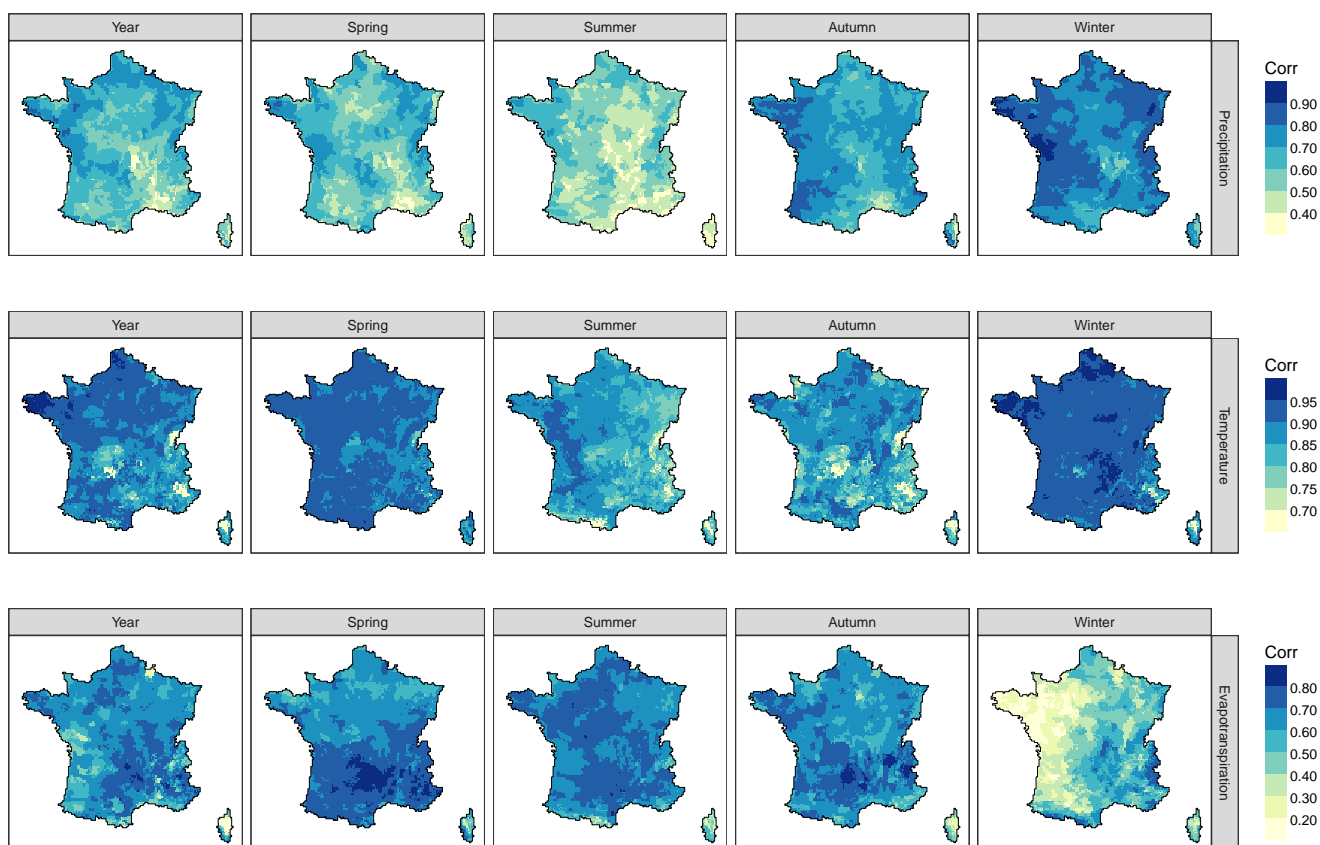 Year Spring Summer Autumn Winter
Precipitation
Corr
0.90
0.80
0.70
0.60
0.50
0.40
Year Spring Summer Autumn Winter
Temperature
Corr
0.95
0.90
0.85
0.80
0.75
0.70
Year Spring Summer Autumn Winter
Evapotranspiration
Corr
0.80
0.70
0.60
0.50
0.40
0.30
0.20